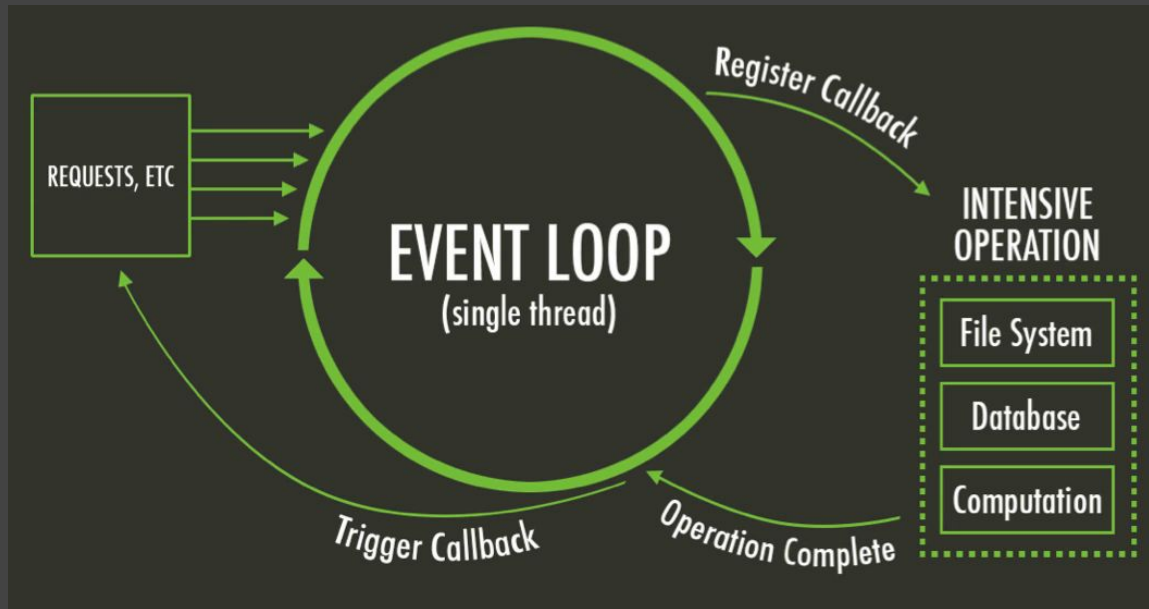 REQUESTS, ETC
EVENT LOOP
(single thread)
Register Callback
INTENSIVE
OPERATION
File System
Database
Computation
Operation Complete
Trigger Callback